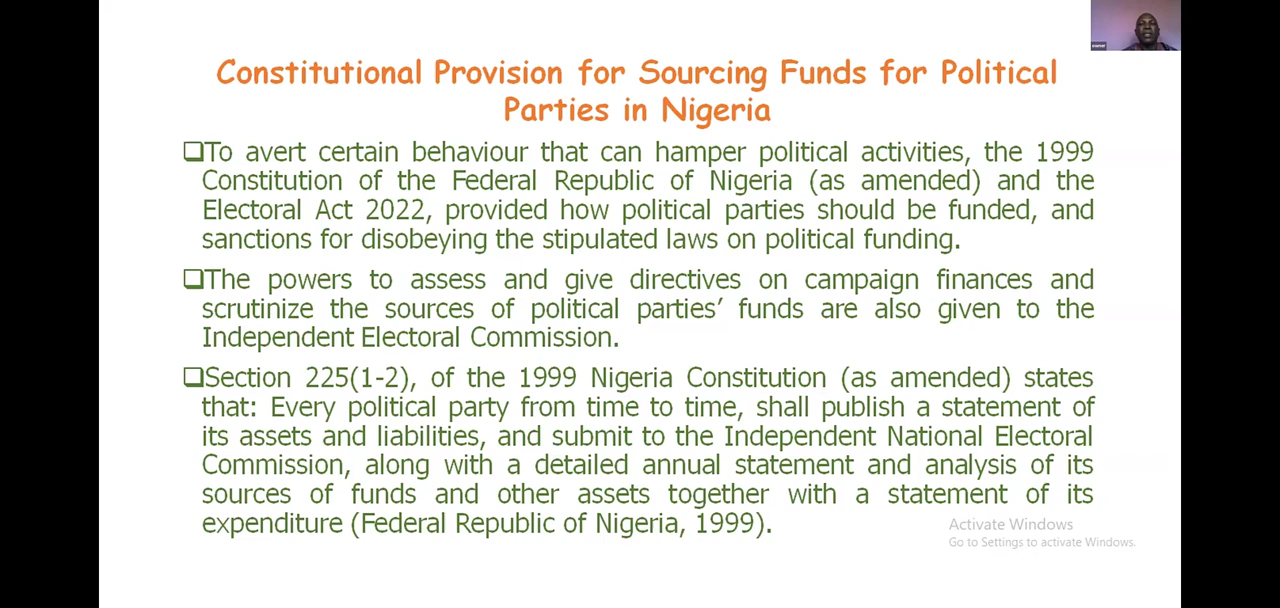 Constitutional Provision for Sourcing Funds for Political
Parties in Nigeria
❑To avert certain behaviour that can hamper political activities, the 1999
Constitution of the Federal Republic of Nigeria (as amended) and the
Electoral Act 2022, provided how political parties should be funded, and
sanctions for disobeying the stipulated laws on political funding.
❑The powers to assess and give directives on campaign finances and
scrutinize the sources of political parties’ funds are also given to the
Independent Electoral Commission.
❑Section 225(1-2), of the 1999 Nigeria Constitution (as amended) states
that: Every political party from time to time, shall publish a statement of
its assets and liabilities, and submit to the Independent National Electoral
Commission, along with a detailed annual statement and analysis of its
sources of funds and other assets together with a statement of its
expenditure (Federal Republic of Nigeria, 1999).
Activate Windows
Go to Settings to activate Windows.